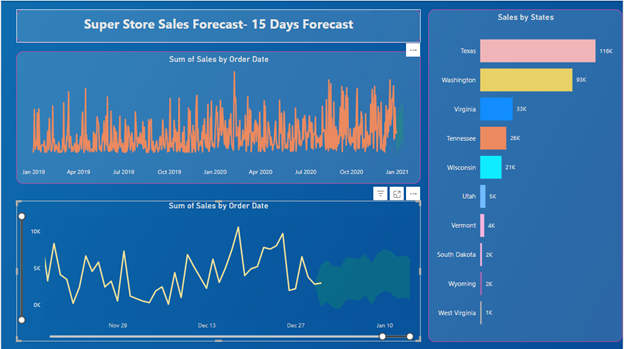 Super Store Sales Forecast- 15 Days Forecast
Sum of Sales by Order Date
Jan 2019 Apr 2019 Jul 2019 Oct 2019 Jan 2020 Apr 2020 Jul 2020 Oct 2020 Jan 2021
Sum of Sales by Order Date
10K
5K
0K
Nov 29 Dec 13 Dec 27 Jan 10
Sales by States
Texas 116K
Washington 93K
Virginia 33K
Tennessee 26K
Wisconsin 21K
Utah 5K
Vermont 4K
South Dakota 2K
Wyoming 2K
West Virginia 1K